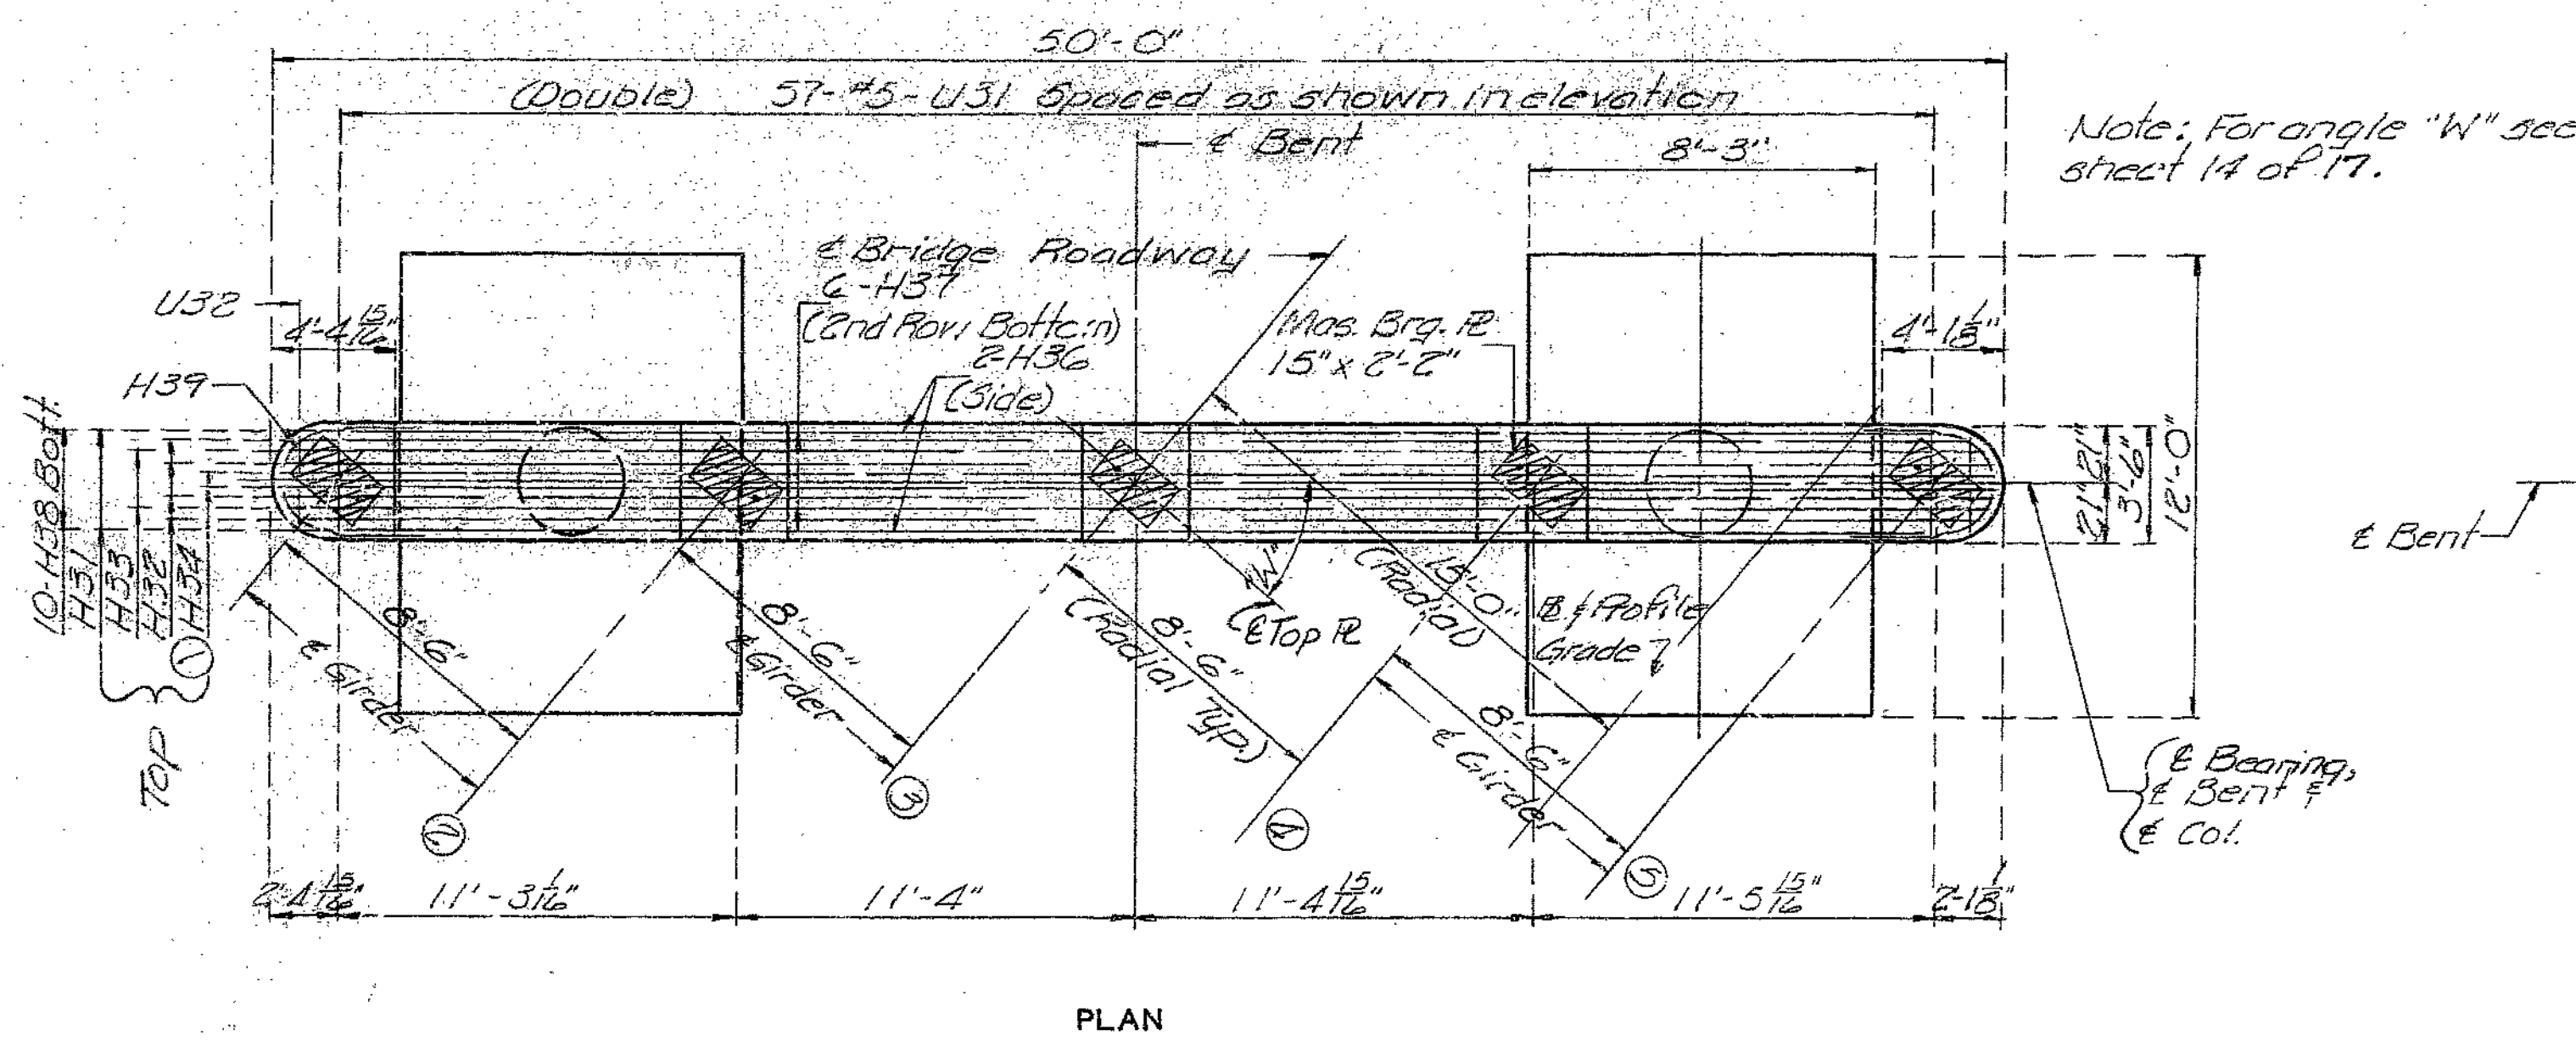 50'-0"
(Double) 57-#5-U31 Spaced as shown in elevation
Note: For angle "W" see
sheet 14 of 17.
℄ Bent
8'-3"
℄ Bridge Roadway
6-H37
(2nd Row Bottom)
2-H36
(Side)
Mas. Brg. ℄
15" x 2'-2"
U32
4'-4 15/16"
H39
4'-1 1/8"
10-H38 Bott.
H31
H33
H32
H34
1
Top
21" 21"
3'-6"
12'-0"
℄ Bent
"W"
℄ Top PL
15'-0"
(Radial)
℄ & Profile
Grade
8'-6"
℄ Girder
8'-6"
℄ Girder
8'-6"
(Radial Typ.)
8'-6"
℄ Girder
2
3
4
5
(℄ Bearing,
℄ Bent &
℄ Col.
2'-4 15/16"
11'-3 1/16"
11'-4"
11'-4 15/16"
11'-5 15/16"
2'-1 1/8"
PLAN